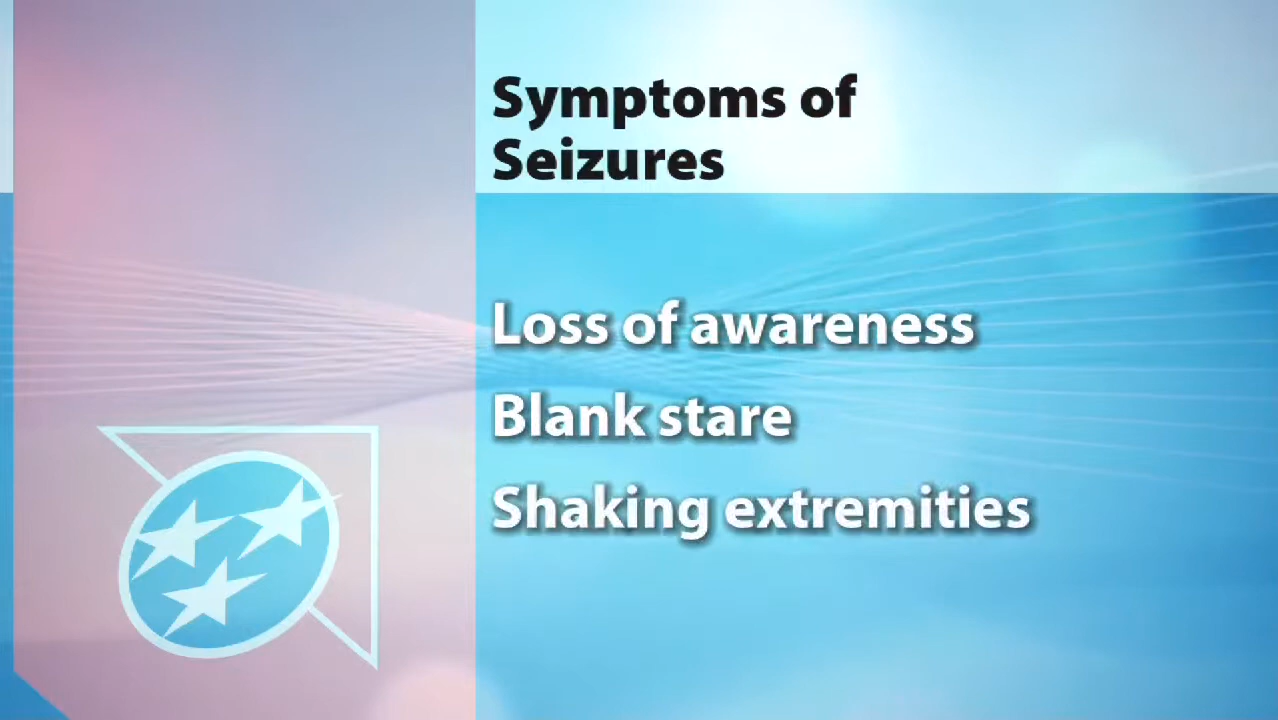 Symptoms of
Seizures
Loss of awareness
Blank stare
Shaking extremities